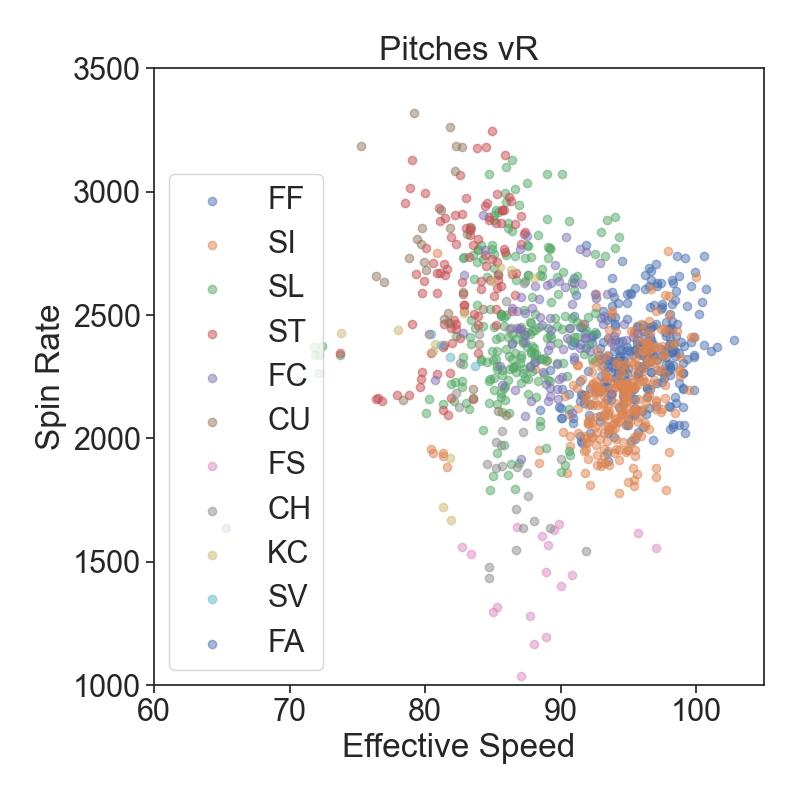 Pitches vR
3500
3000
2500
2000
1500
1000
Spin Rate
FF
SI
SL
ST
FC
CU
FS
CH
KC
SV
FA
60 70 80 90 100
Effective Speed